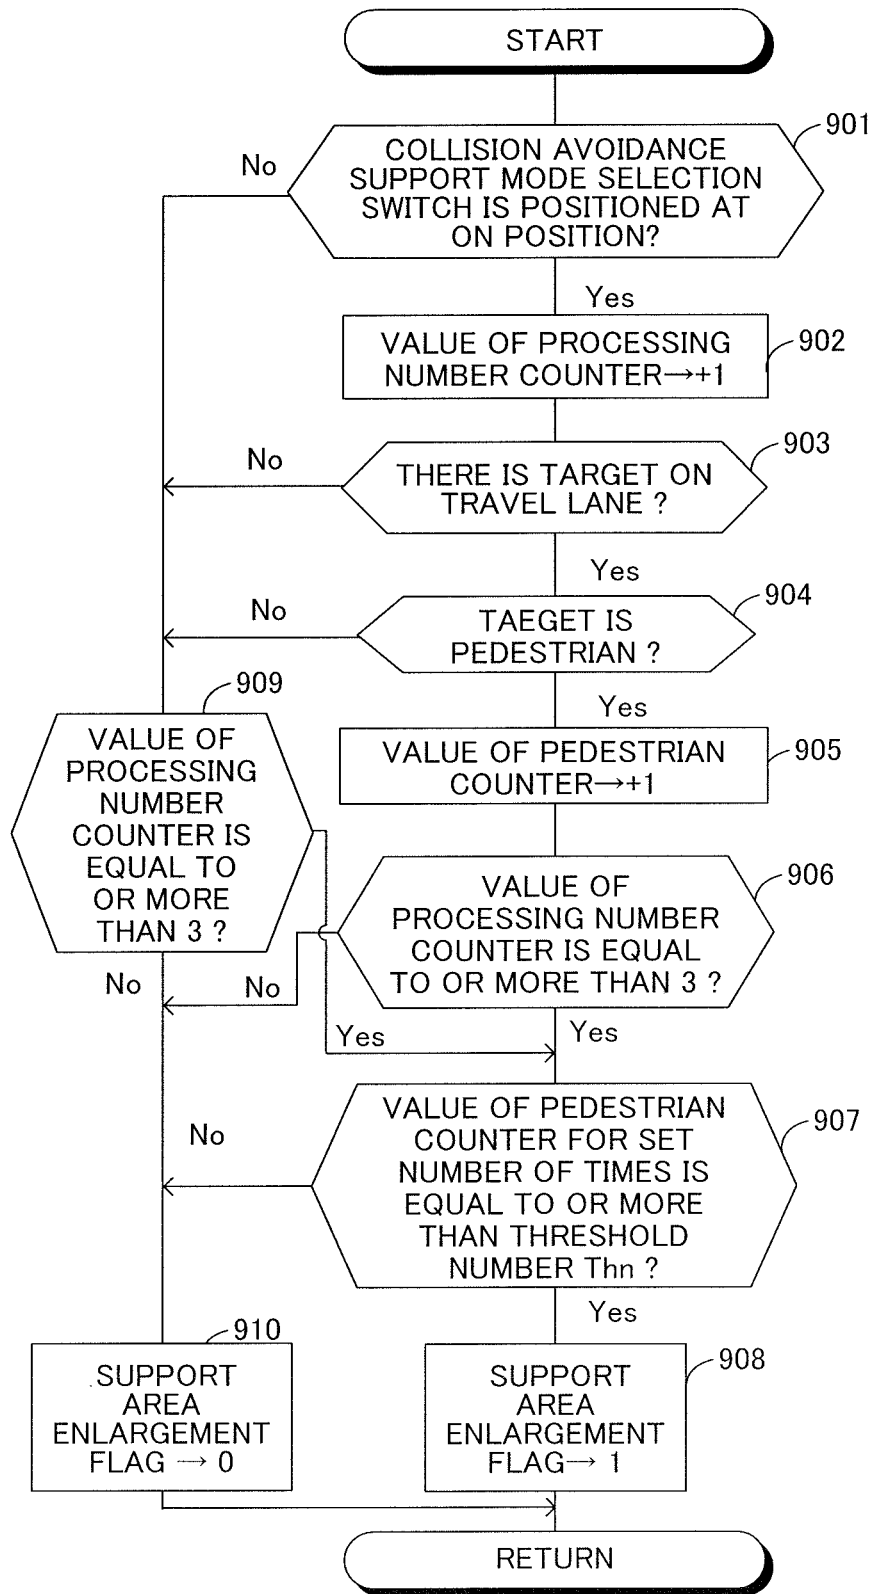 START
901
COLLISION AVOIDANCE
SUPPORT MODE SELECTION
SWITCH IS POSITIONED AT
ON POSITION?
No
Yes
902
VALUE OF PROCESSING
NUMBER COUNTER→+1
903
THERE IS TARGET ON
TRAVEL LANE ?
No
Yes
904
TAEGET IS
PEDESTRIAN ?
No
Yes
905
VALUE OF PEDESTRIAN
COUNTER→+1
909
VALUE OF
PROCESSING
NUMBER
COUNTER IS
EQUAL TO
OR MORE
THAN 3 ?
No
Yes
906
VALUE OF
PROCESSING NUMBER
COUNTER IS EQUAL
TO OR MORE THAN 3 ?
No
Yes
907
VALUE OF PEDESTRIAN
COUNTER FOR SET
NUMBER OF TIMES IS
EQUAL TO OR MORE
THAN THRESHOLD
NUMBER Thn ?
No
Yes
910
SUPPORT
AREA
ENLARGEMENT
FLAG → 0
908
SUPPORT
AREA
ENLARGEMENT
FLAG→ 1
RETURN